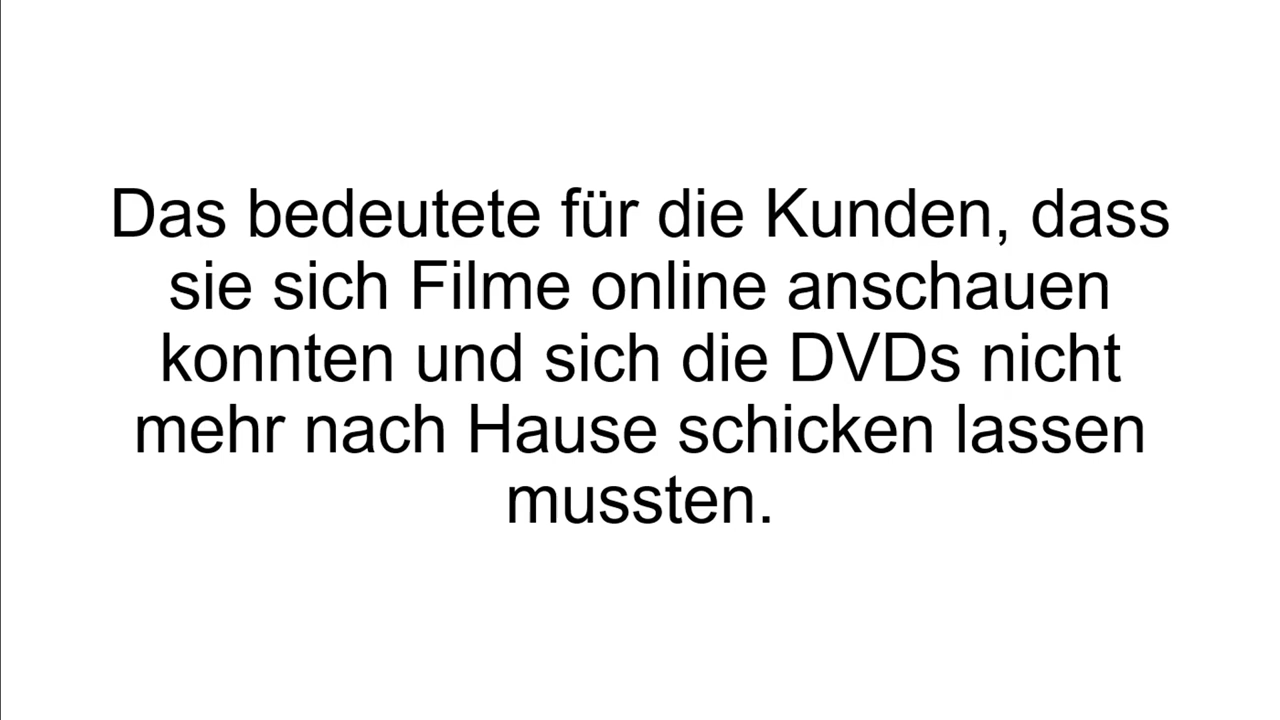 Das bedeutete für die Kunden, dass
sie sich Filme online anschauen
konnten und sich die DVDs nicht
mehr nach Hause schicken lassen
mussten.